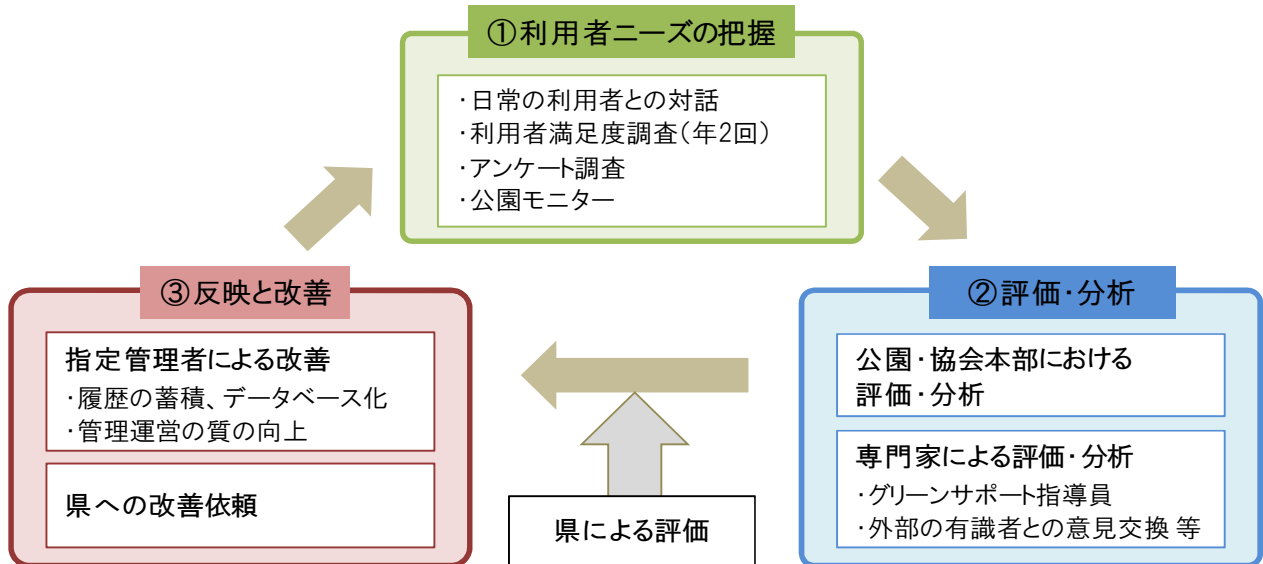 ①利用者ニーズの把握
・日常の利用者との対話
・利用者満足度調査(年2回)
・アンケート調査
・公園モニター
②評価・分析
公園・協会本部における
評価・分析
専門家による評価・分析
・グリーンサポート指導員
・外部の有識者との意見交換 等
県による評価
③反映と改善
指定管理者による改善
・履歴の蓄積、データベース化
・管理運営の質の向上
県への改善依頼